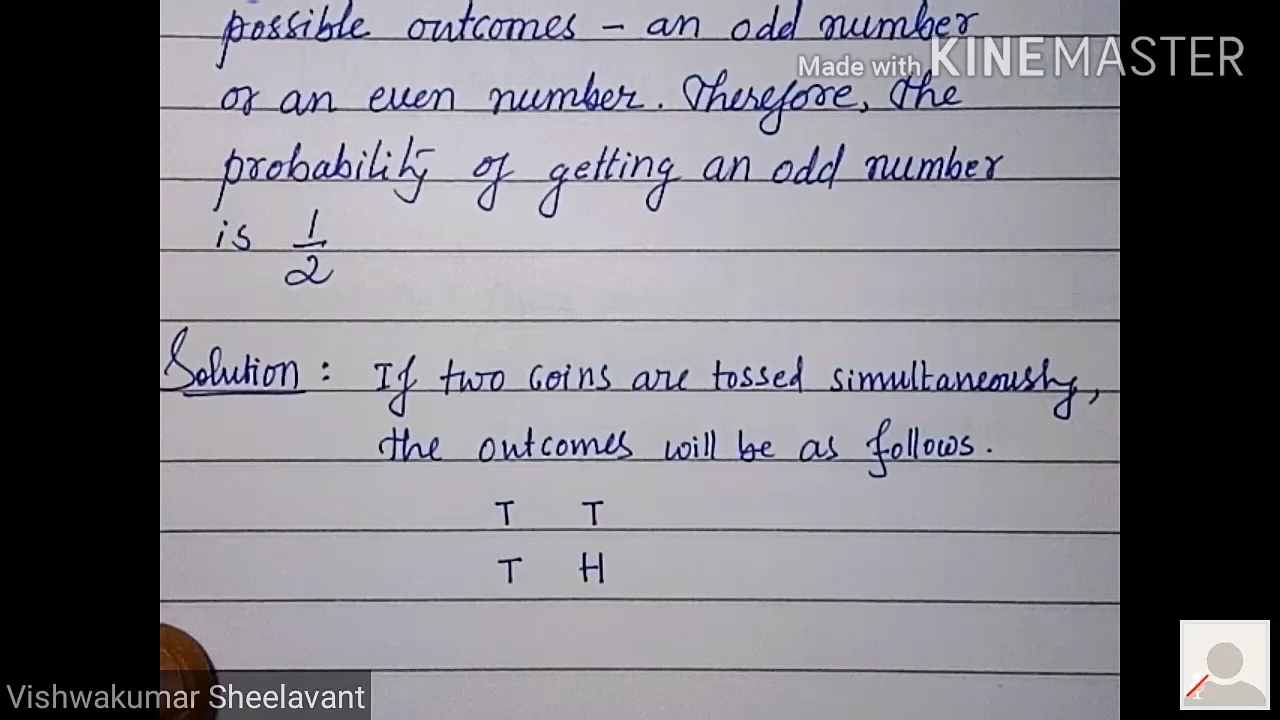 possible outcomes - an odd number
Made with KINEMASTER
or an even number. Therefore, the
probability of getting an odd number
is 1/2
Solution : If two coins are tossed simultaneously,
the outcomes will be as follows.
T T
T H
Vishwakumar Sheelavant